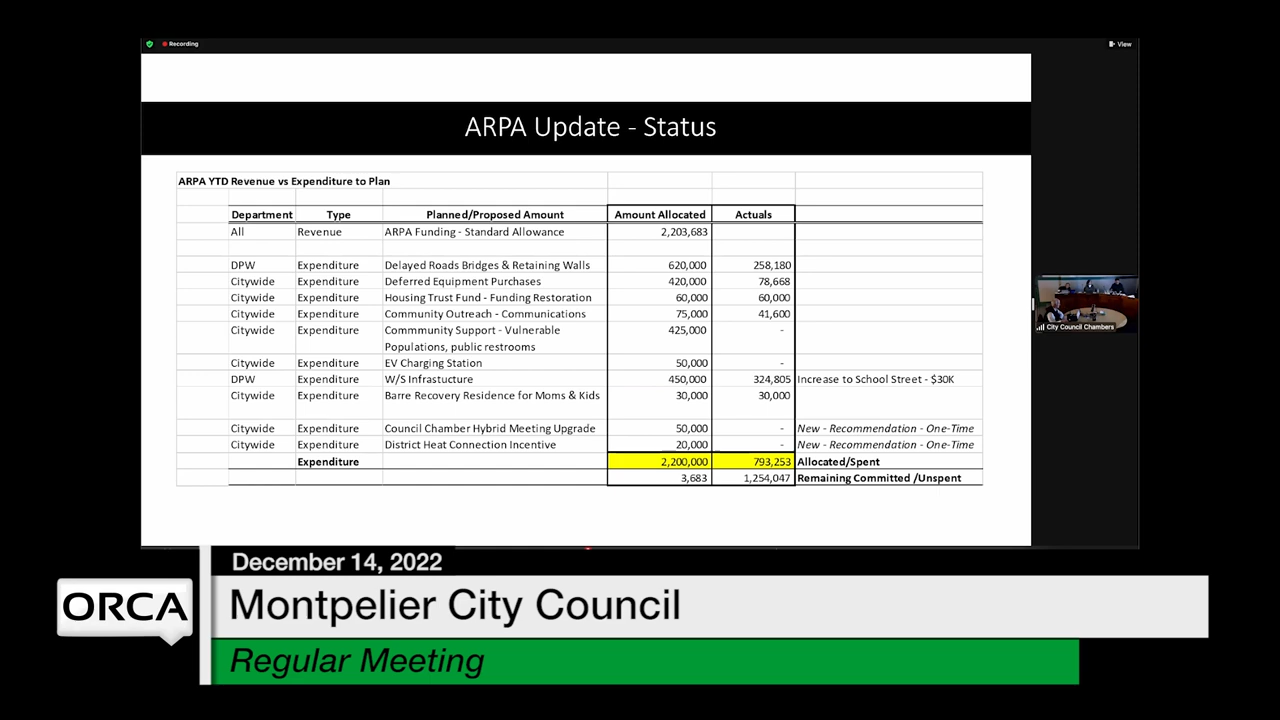 Recording
View
ARPA Update - Status
ARPA YTD Revenue vs Expenditure to Plan
Department Type Planned/Proposed Amount Amount Allocated Actuals
All Revenue ARPA Funding - Standard Allowance 2,203,683
DPW Expenditure Delayed Roads Bridges & Retaining Walls 620,000 258,180
Citywide Expenditure Deferred Equipment Purchases 420,000 78,668
Citywide Expenditure Housing Trust Fund - Funding Restoration 60,000 60,000
Citywide Expenditure Community Outreach - Communications 75,000 41,600
Citywide Expenditure Commmunity Support - Vulnerable 425,000 -
Populations, public restrooms
Citywide Expenditure EV Charging Station 50,000 -
DPW Expenditure W/S Infrastucture 450,000 324,805 Increase to School Street - $30K
Citywide Expenditure Barre Recovery Residence for Moms & Kids 30,000 30,000
Citywide Expenditure Council Chamber Hybrid Meeting Upgrade 50,000 - New - Recommendation - One-Time
Citywide Expenditure District Heat Connection Incentive 20,000 - New - Recommendation - One-Time
Expenditure 2,200,000 793,253 Allocated/Spent
3,683 1,254,047 Remaining Committed /Unspent
City Council Chambers
December 14, 2022
ORCA Montpelier City Council
Regular Meeting